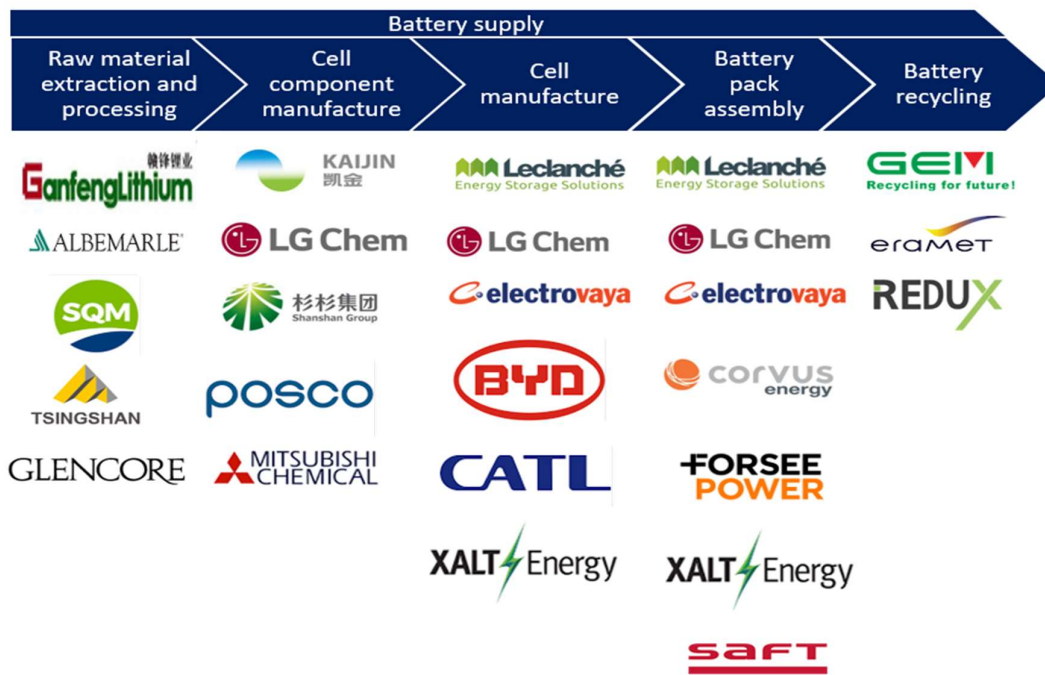 Battery supply
Raw material
extraction and
processing
Cell
component
manufacture
Cell
manufacture
Battery
pack
assembly
Battery
recycling
赣锋锂业
GanfengLithium
ALBEMARLE®
SQM
TSINGSHAN
GLENCORE
KAIJIN
凯金
LG Chem
杉杉集团
Shanshan Group
posco
MITSUBISHI
CHEMICAL
Leclanché
Energy Storage Solutions
LG Chem
electrovaya
BYD
CATL
XALT Energy
Leclanché
Energy Storage Solutions
LG Chem
electrovaya
corvus
energy
FORSEE
POWER
XALT Energy
SAFT
GEM
Recycling for future!
eramet
REDUX